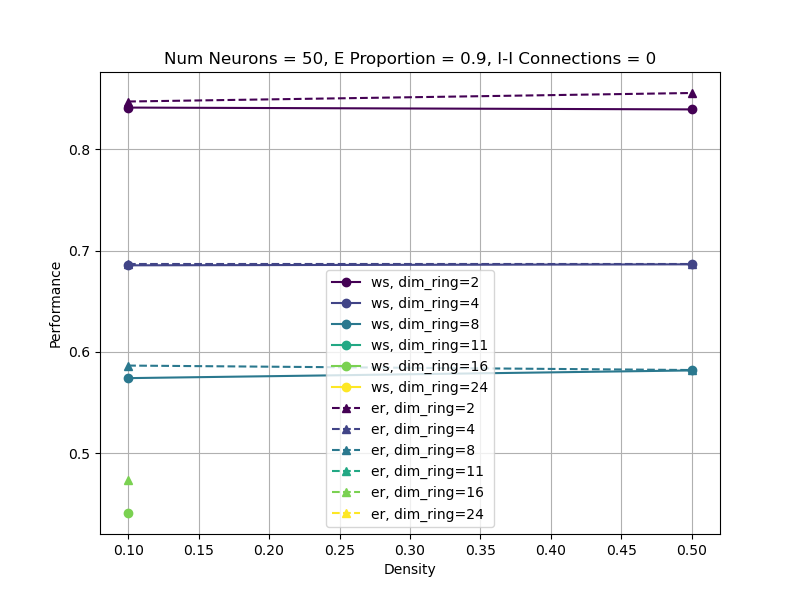 Num Neurons = 50, E Proportion = 0.9, I-I Connections = 0
Performance
0.8
0.7
0.6
0.5
ws, dim_ring=2
ws, dim_ring=4
ws, dim_ring=8
ws, dim_ring=11
ws, dim_ring=16
ws, dim_ring=24
er, dim_ring=2
er, dim_ring=4
er, dim_ring=8
er, dim_ring=11
er, dim_ring=16
er, dim_ring=24
0.10 0.15 0.20 0.25 0.30 0.35 0.40 0.45 0.50
Density